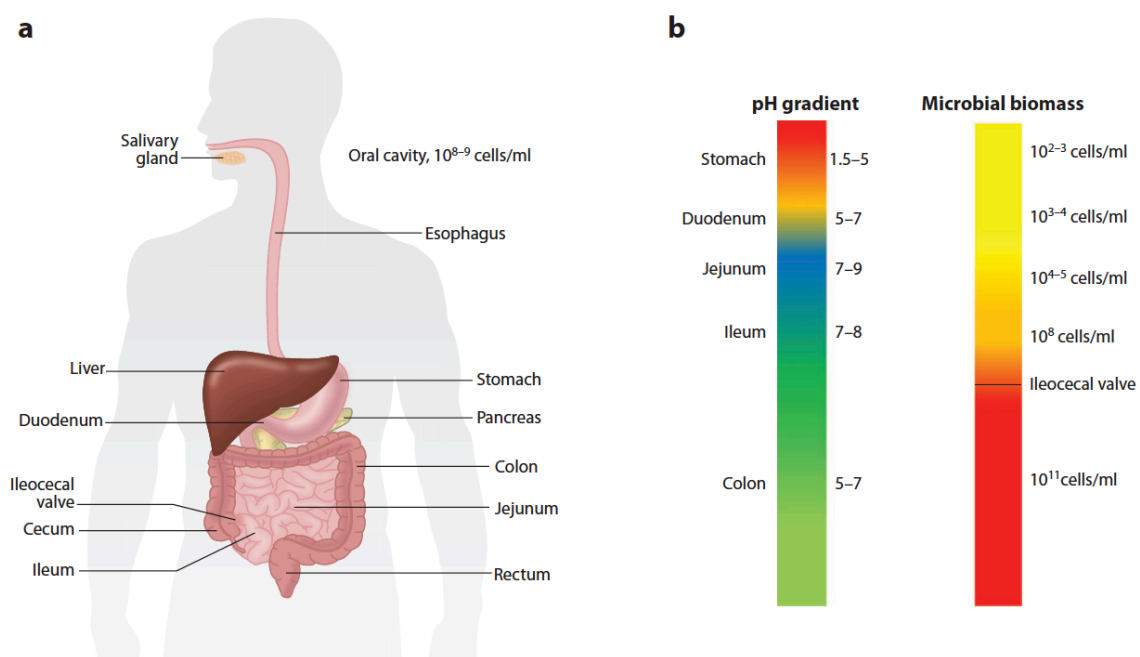 a
Salivary
gland
Oral cavity, 10⁸⁻⁹ cells/ml
Esophagus
Liver
Stomach
Duodenum
Pancreas
Colon
Ileocecal
valve
Jejunum
Cecum
Ileum
Rectum
b
pH gradient
Microbial biomass
Stomach
1.5–5
10²⁻³ cells/ml
Duodenum
5–7
10³⁻⁴ cells/ml
Jejunum
7–9
10⁴⁻⁵ cells/ml
Ileum
7–8
10⁸ cells/ml
Ileocecal valve
Colon
5–7
10¹¹cells/ml